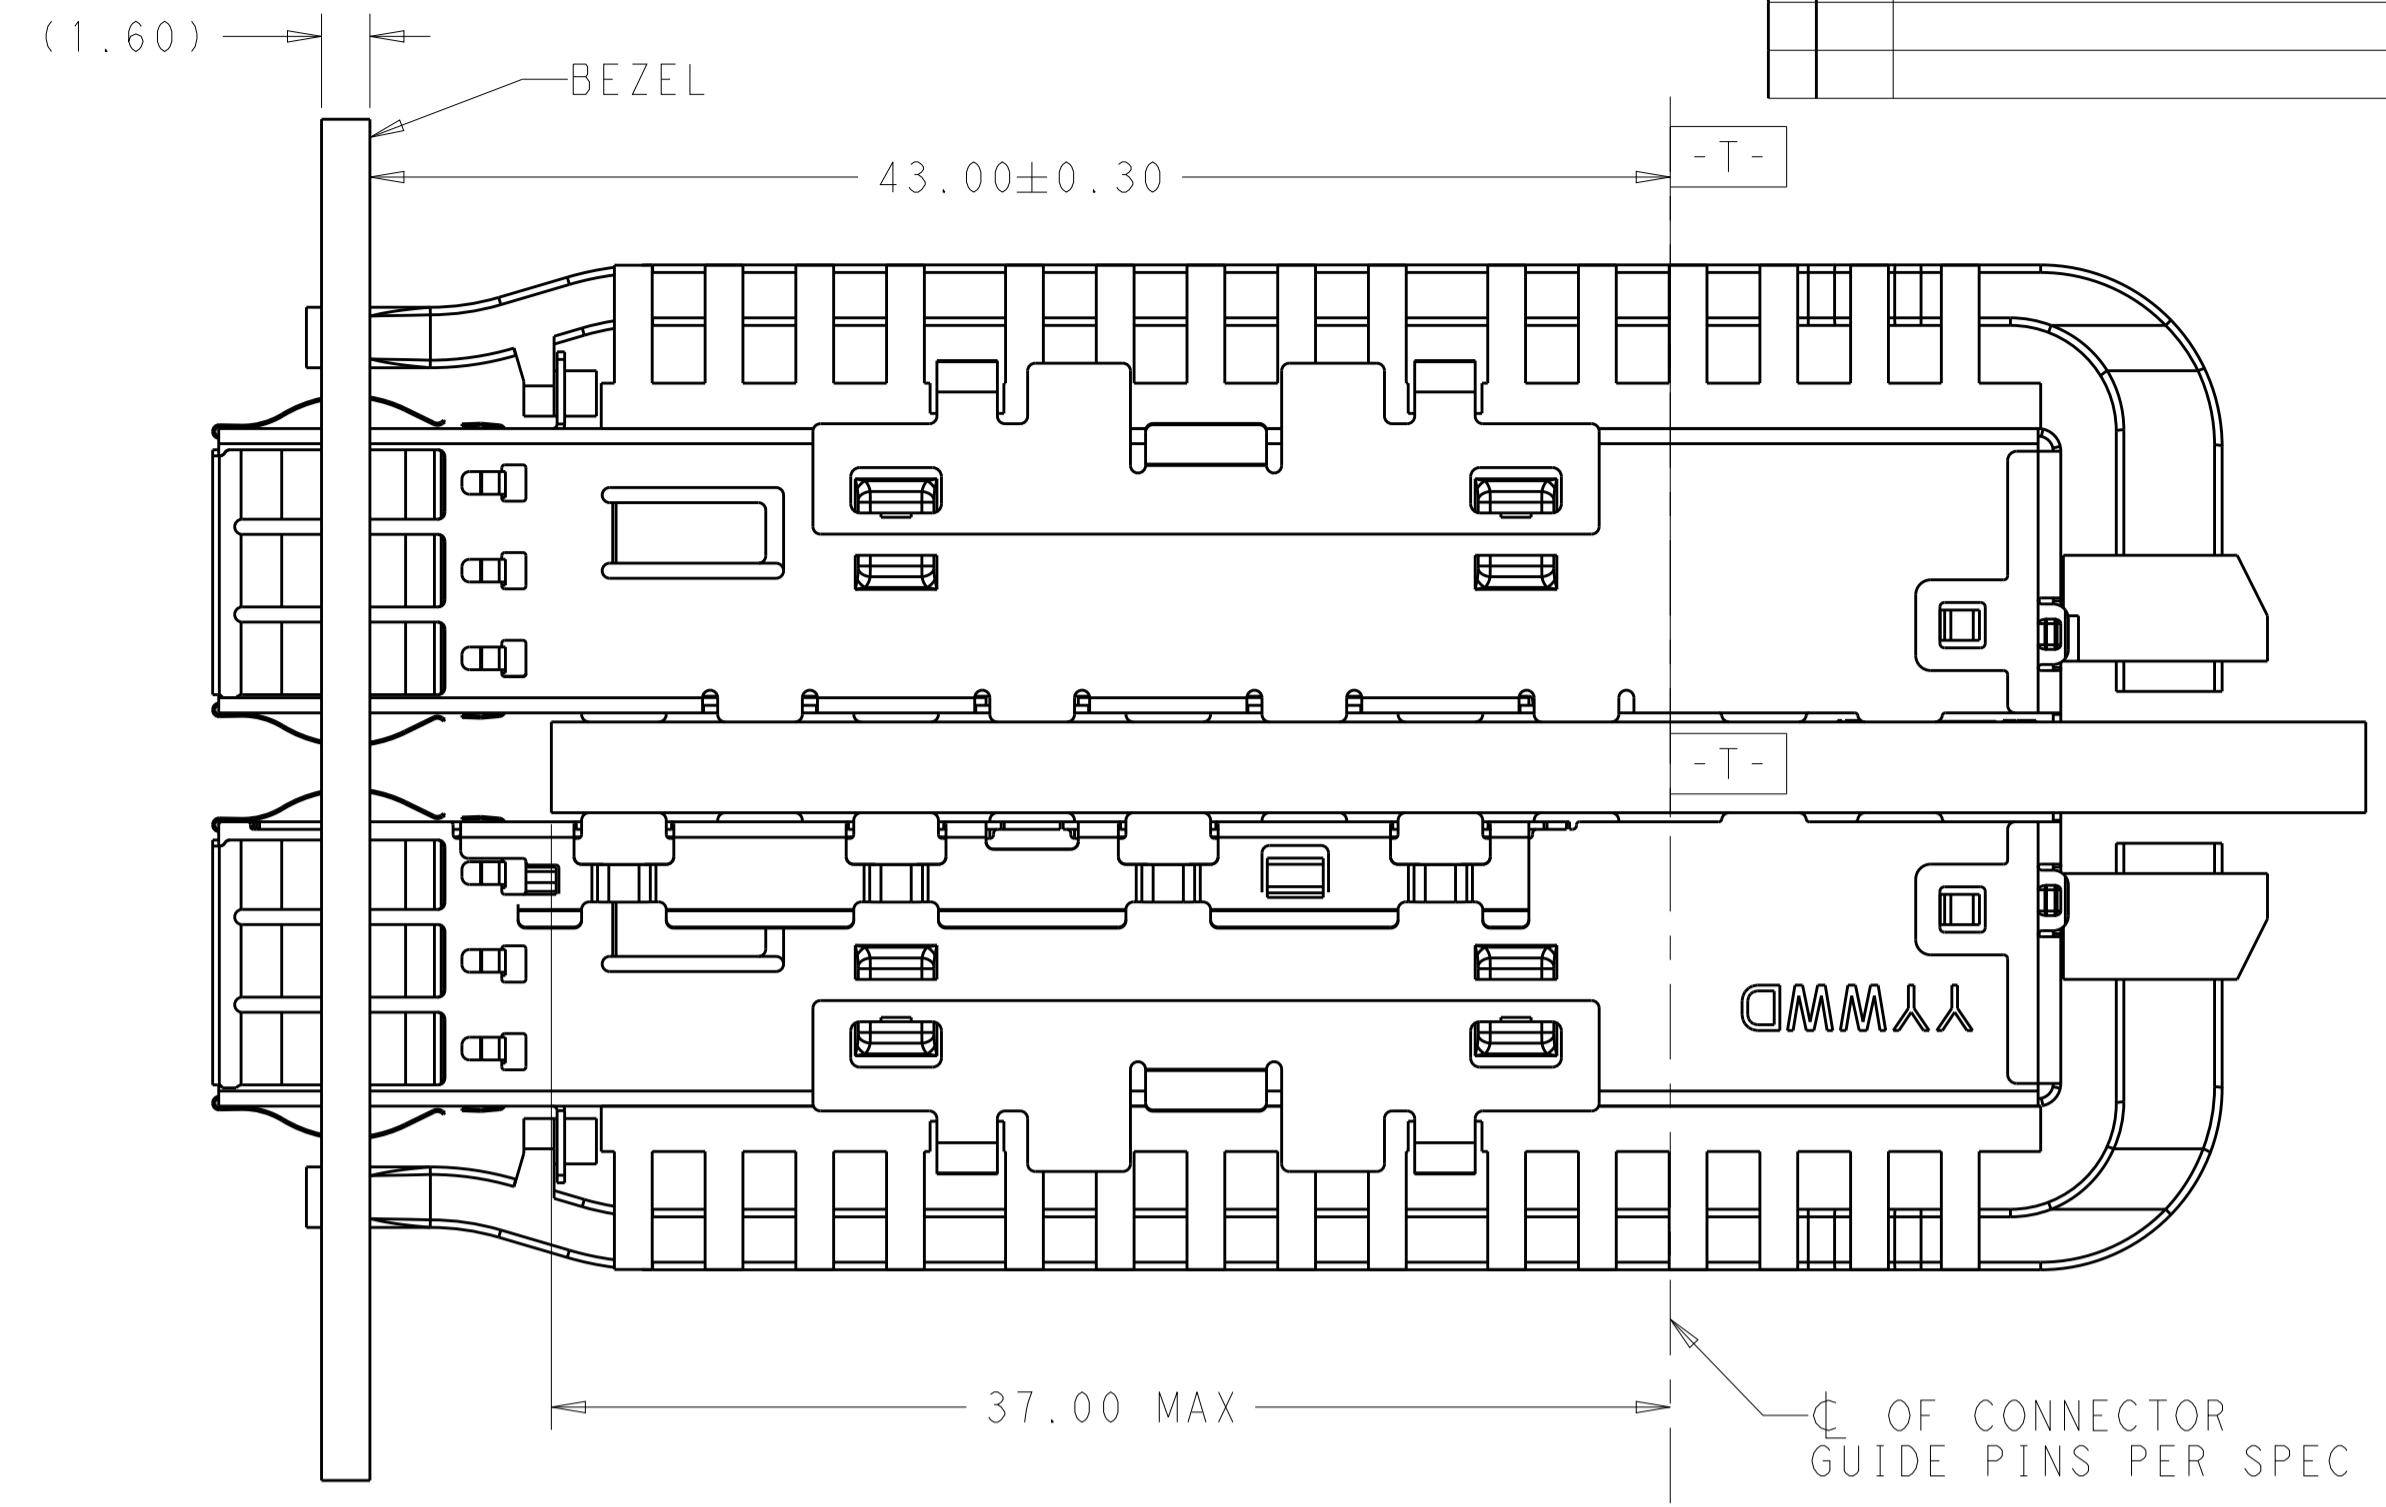 (1.60)
BEZEL
43.00±0.30
-T-
-T-
YYWWD
37.00 MAX
℄ OF CONNECTOR
GUIDE PINS PER SPEC